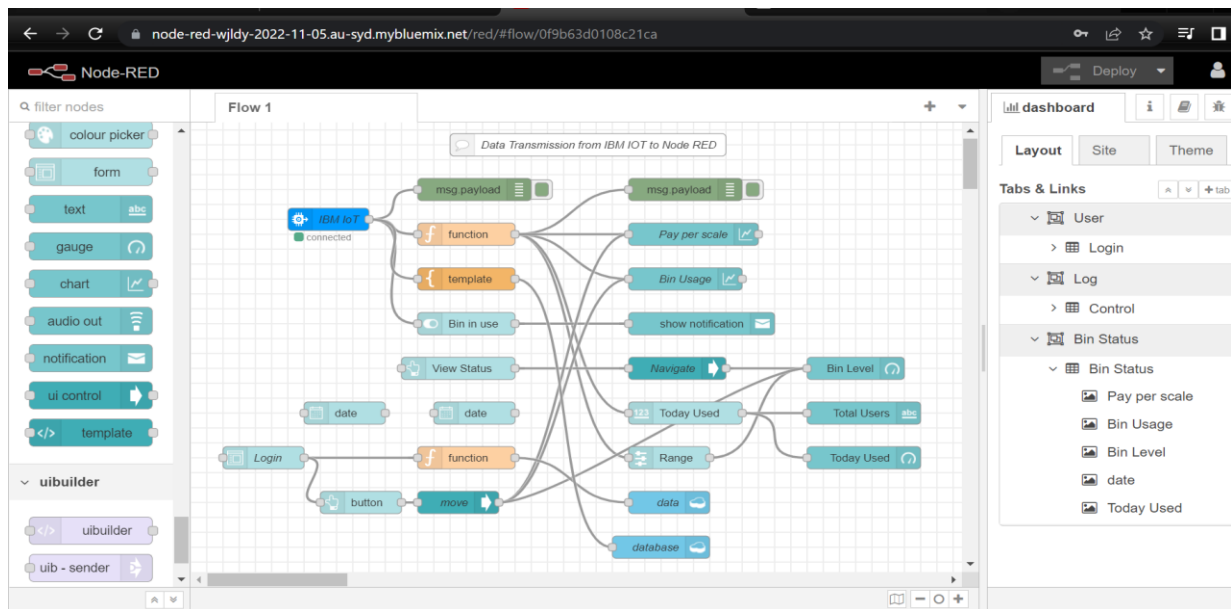 node-red-wjldy-2022-11-05.au-syd.mybluemix.net/red/#flow/0f9b63d0108c21ca
Node-RED
Deploy
filter nodes
colour picker
form
text
abc
gauge
chart
audio out
notification
ui control
template
uibuilder
uibuilder
uib - sender
Flow 1
Data Transmission from IBM IOT to Node RED
msg.payload
msg.payload
IBM IoT
connected
function
Pay per scale
template
Bin Usage
Bin in use
show notification
View Status
Navigate
Bin Level
date
date
123 Today Used
Total Users abc
Login
function
Range
Today Used
button
move
data
database
dashboard
i
Layout
Site
Theme
Tabs & Links
+ tab
User
Login
Log
Control
Bin Status
Bin Status
Pay per scale
Bin Usage
Bin Level
date
Today Used